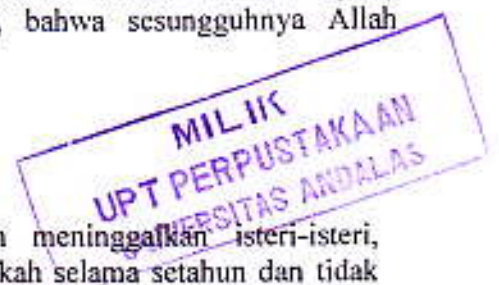 , bahwa sesungguhnya Allah
MILIK
UPT PERPUSTAKAAN
UNIVERSITAS ANDALAS
meninggalkan isteri-isteri,
kah selama setahun dan tidak